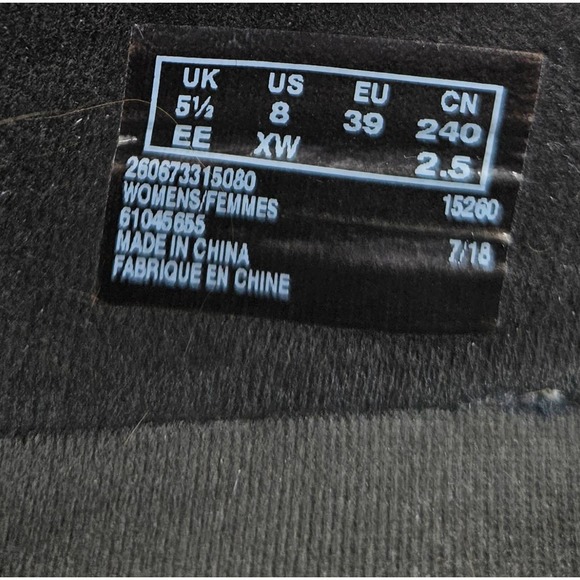 UK US EU CN
5½ 8 39 240
EE XW 2.5
260673315080
WOMENS/FEMMES 15260
61045655
MADE IN CHINA 7/18
FABRIQUE EN CHINE